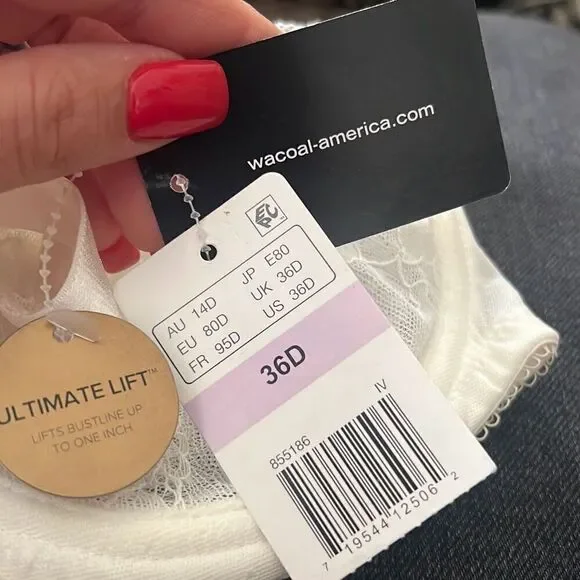 wacoal-america.com
EPC
AU 14D JP E80
EU 80D UK 36D
FR 95D US 36D
36D
IV
855186
7 19544 12506 2
ULTIMATE LIFT™
LIFTS BUSTLINE UP
TO ONE INCH